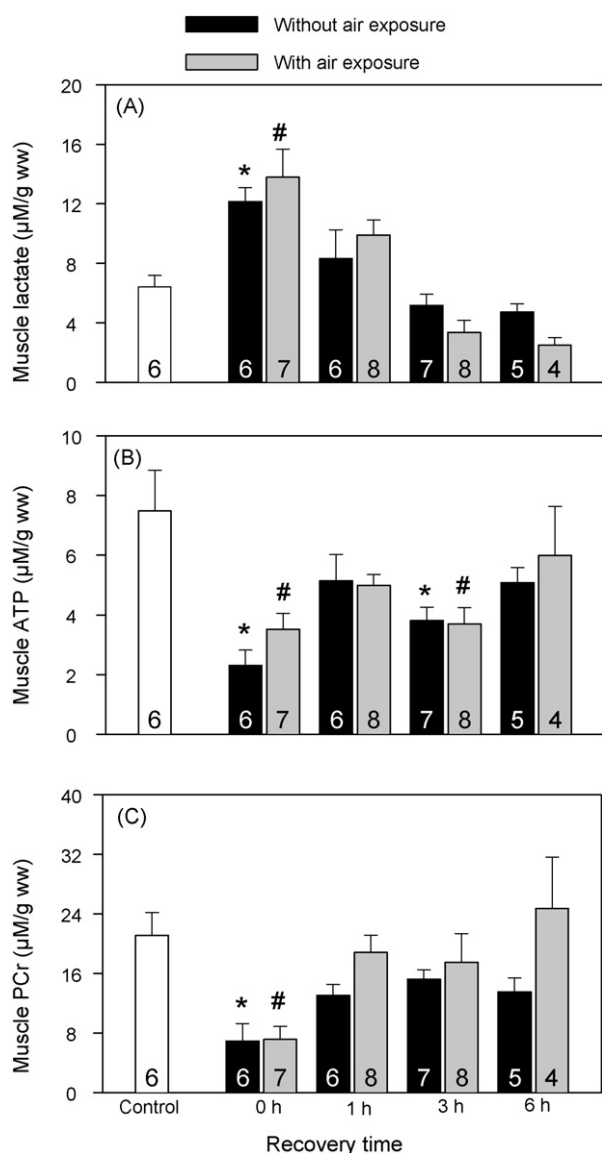 Without air exposure
With air exposure
(A)
Muscle lactate (µM/g ww)
20
16
12
8
4
0
* #
6 6 7 6 8 7 8 5 4
(B)
Muscle ATP (µM/g ww)
10
8
6
4
2
0
* # * #
6 6 7 6 8 7 8 5 4
(C)
Muscle PCr (µM/g ww)
40
32
24
16
8
0
* #
6 6 7 6 8 7 8 5 4
Control 0 h 1 h 3 h 6 h
Recovery time